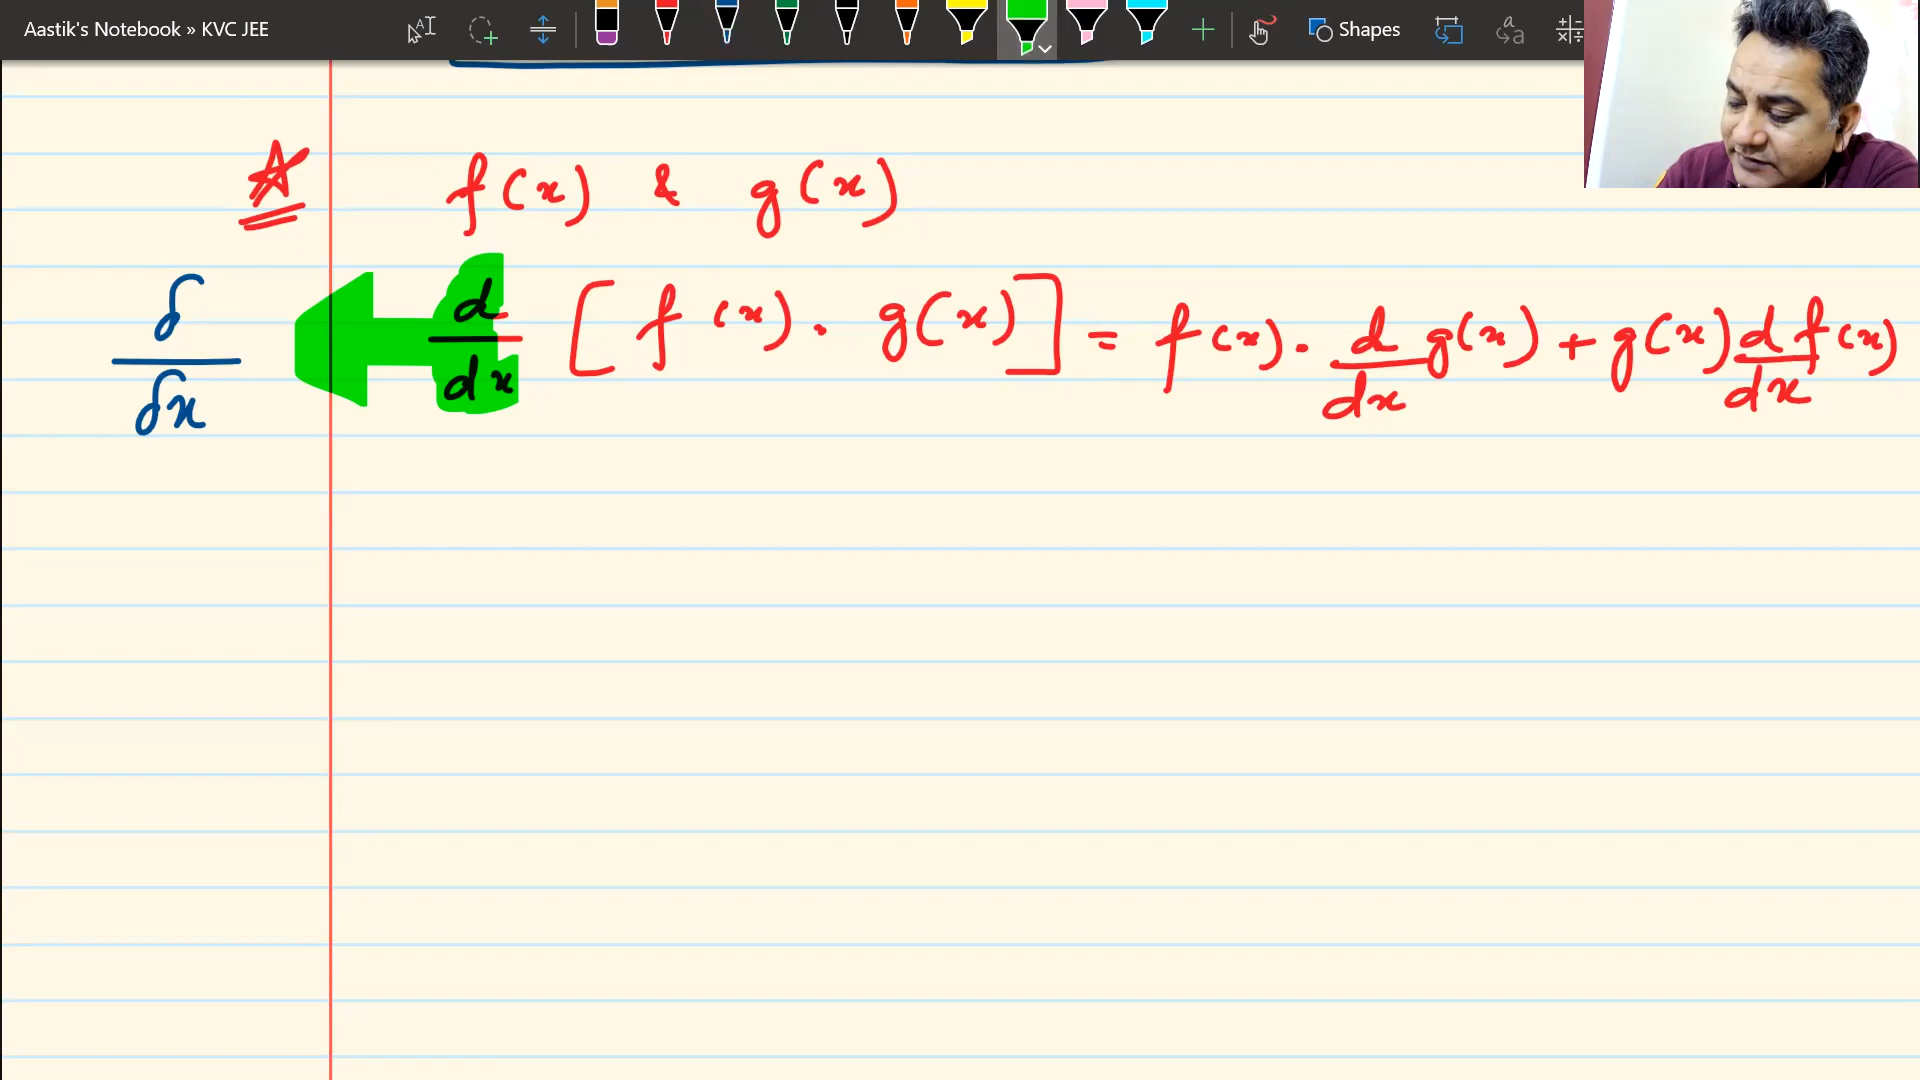 Aastik's Notebook » KVC JEE
Shapes
f(x) & g(x)
δ/δx d/dx [f(x) . g(x)] = f(x) . d/dx g(x) + g(x) d/dx f(x)